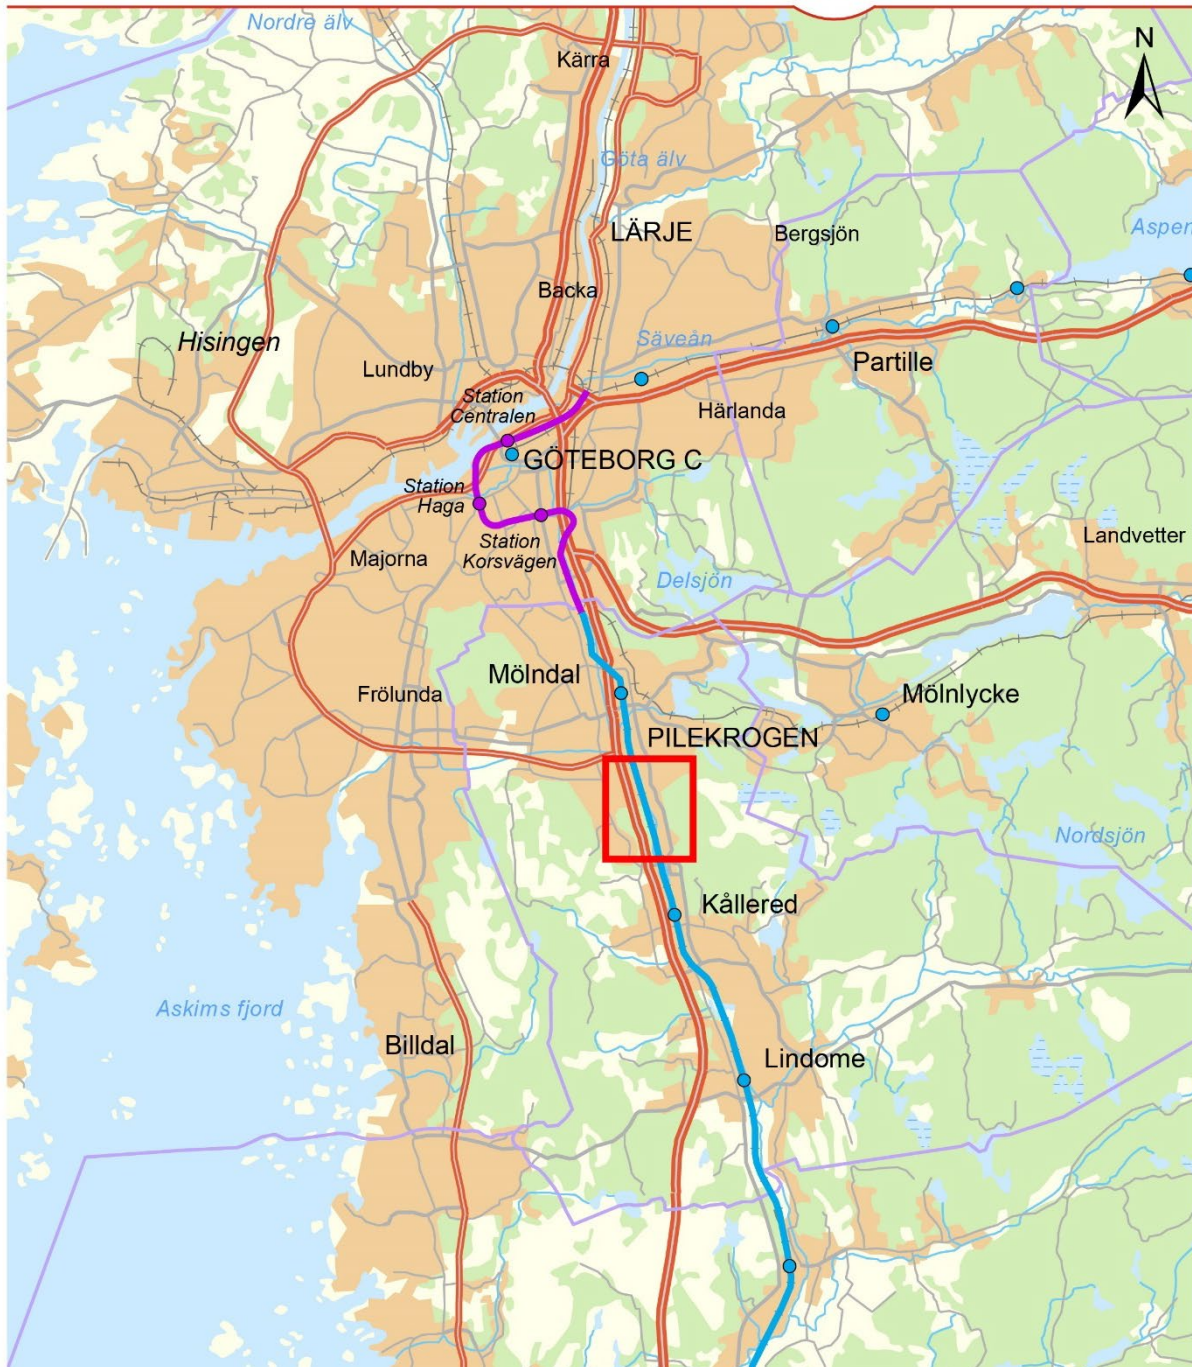 Nordre älv
N
Kärra
Göta älv
LÄRJE
Bergsjön
Aspen
Backa
Hisingen
Säveån
Lundby
Partille
Station
Centralen
Härlanda
GÖTEBORG C
Station
Haga
Station
Korsvägen
Landvetter
Majorna
Delsjön
Mölndal
Frölunda
Mölnlycke
PILEKROGEN
Nordsjön
Kållered
Askims fjord
Billdal
Lindome